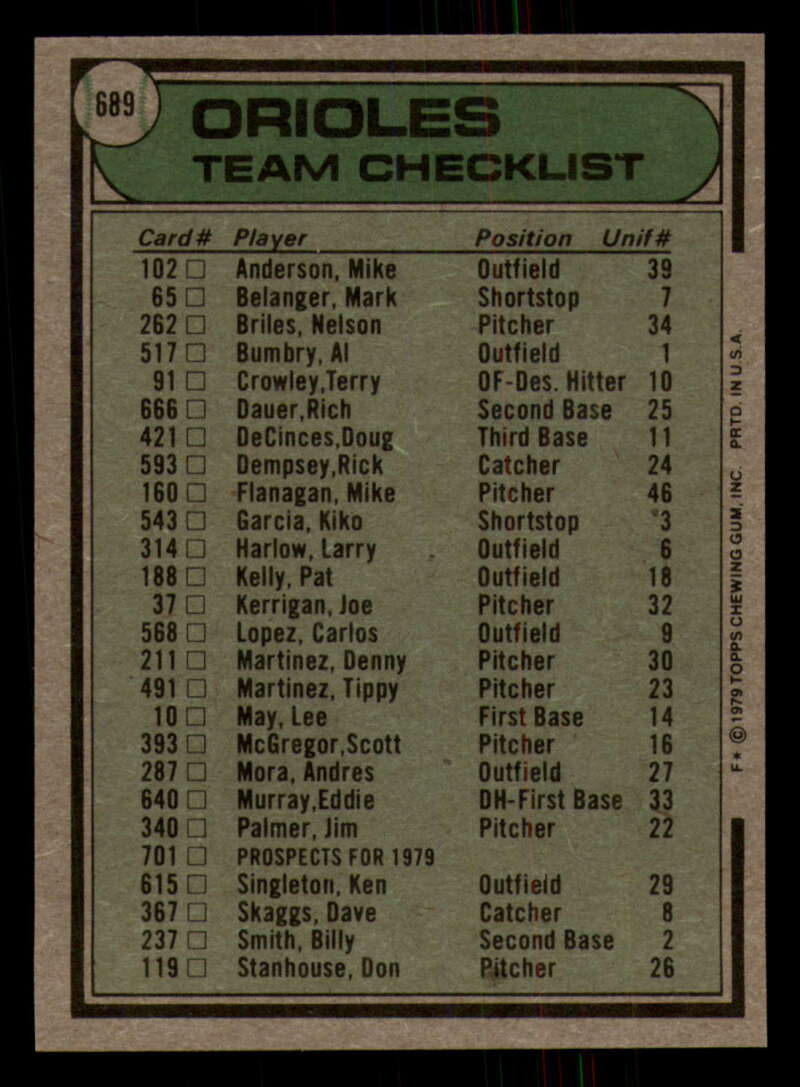 689
ORIOLES
TEAM CHECKLIST
Card# Player Position Unif#
102 □ Anderson, Mike Outfield 39
65 □ Belanger, Mark Shortstop 7
262 □ Briles, Nelson Pitcher 34
517 □ Bumbry, Al Outfield 1
91 □ Crowley,Terry OF-Des. Hitter 10
666 □ Dauer,Rich Second Base 25
421 □ DeCinces,Doug Third Base 11
593 □ Dempsey,Rick Catcher 24
160 □ Flanagan, Mike Pitcher 46
543 □ Garcia, Kiko Shortstop 3
314 □ Harlow, Larry Outfield 6
188 □ Kelly, Pat Outfield 18
37 □ Kerrigan, Joe Pitcher 32
568 □ Lopez, Carlos Outfield 9
211 □ Martinez, Denny Pitcher 30
491 □ Martinez, Tippy Pitcher 23
10 □ May, Lee First Base 14
393 □ McGregor,Scott Pitcher 16
287 □ Mora, Andres Outfield 27
640 □ Murray,Eddie DH-First Base 33
340 □ Palmer, Jim Pitcher 22
701 □ PROSPECTS FOR 1979
615 □ Singleton, Ken Outfield 29
367 □ Skaggs, Dave Catcher 8
237 □ Smith, Billy Second Base 2
119 □ Stanhouse, Don Pitcher 26
F★ © 1979 TOPPS CHEWING GUM, INC. PRTD. IN U.S.A.